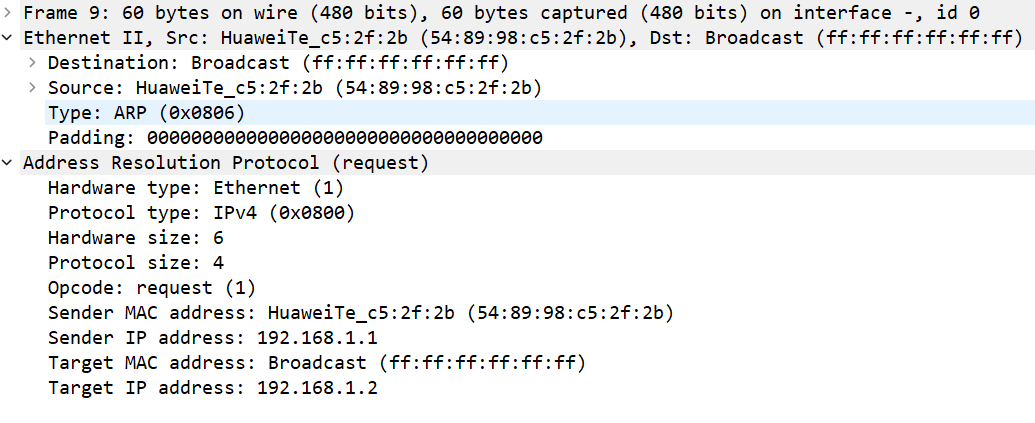 Frame 9: 60 bytes on wire (480 bits), 60 bytes captured (480 bits) on interface -, id 0
Ethernet II, Src: HuaweiTe_c5:2f:2b (54:89:98:c5:2f:2b), Dst: Broadcast (ff:ff:ff:ff:ff:ff)
Destination: Broadcast (ff:ff:ff:ff:ff:ff)
Source: HuaweiTe_c5:2f:2b (54:89:98:c5:2f:2b)
Type: ARP (0x0806)
Padding: 000000000000000000000000000000000000
Address Resolution Protocol (request)
Hardware type: Ethernet (1)
Protocol type: IPv4 (0x0800)
Hardware size: 6
Protocol size: 4
Opcode: request (1)
Sender MAC address: HuaweiTe_c5:2f:2b (54:89:98:c5:2f:2b)
Sender IP address: 192.168.1.1
Target MAC address: Broadcast (ff:ff:ff:ff:ff:ff)
Target IP address: 192.168.1.2